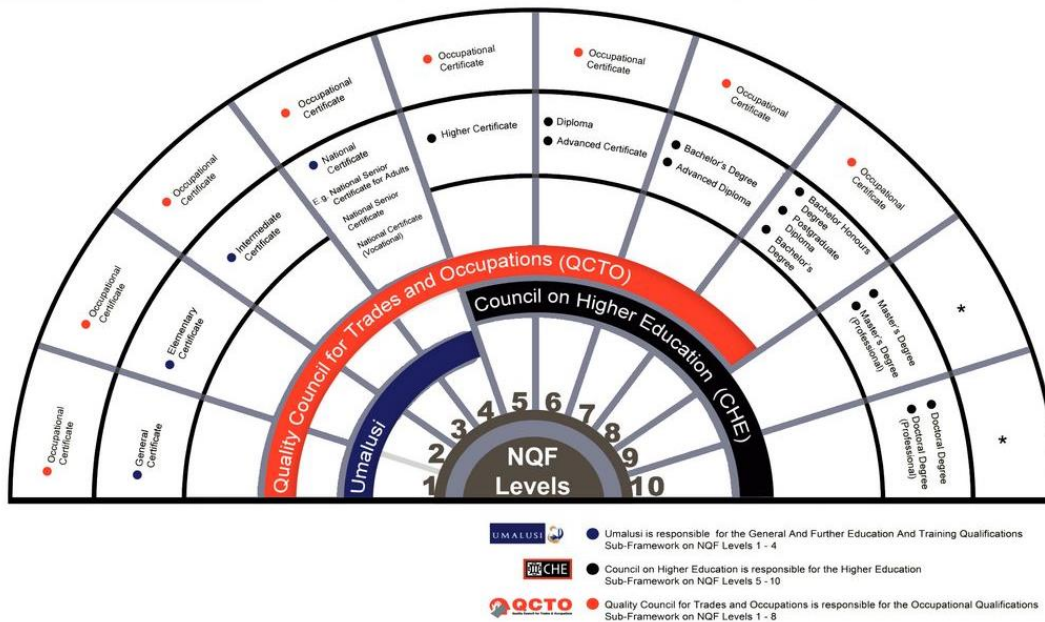 Occupational
Certificate
General
Certificate
Occupational
Certificate
Elementary
Certificate
Occupational
Certificate
Intermediate
Certificate
Occupational
Certificate
National
Certificate
E.g. National Senior
Certificate for Adults
National Senior
Certificate
National Certificate
(Vocational)
Occupational
Certificate
Higher Certificate
Occupational
Certificate
Diploma
Advanced Certificate
Occupational
Certificate
Bachelor's Degree
Advanced Diploma
Occupational
Certificate
Bachelor Honours
Degree
Postgraduate
Diploma
Bachelor's
Degree
*
Master's Degree
Master's Degree
(Professional)
*
Doctoral Degree
Doctoral Degree
(Professional)
Quality Council for Trades and Occupations (QCTO)
Council on Higher Education (CHE)
Umalusi
1
2
3
4
5
6
7
8
9
10
NQF
Levels
UMALUSI
Umalusi is responsible for the General And Further Education And Training Qualifications
Sub-Framework on NQF Levels 1 - 4
CHE
Council on Higher Education is responsible for the Higher Education
Sub-Framework on NQF Levels 5 - 10
QCTO
Quality Council for Trades & Occupations
Quality Council for Trades and Occupations is responsible for the Occupational Qualifications
Sub-Framework on NQF Levels 1 - 8